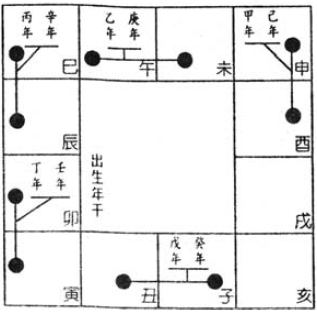 丙年 辛年
巳
乙年 庚年
午
未
甲年 己年
申
辰
酉
丁年 壬年
卯
出生年干
戌
寅
戊年 癸年
丑
子
亥